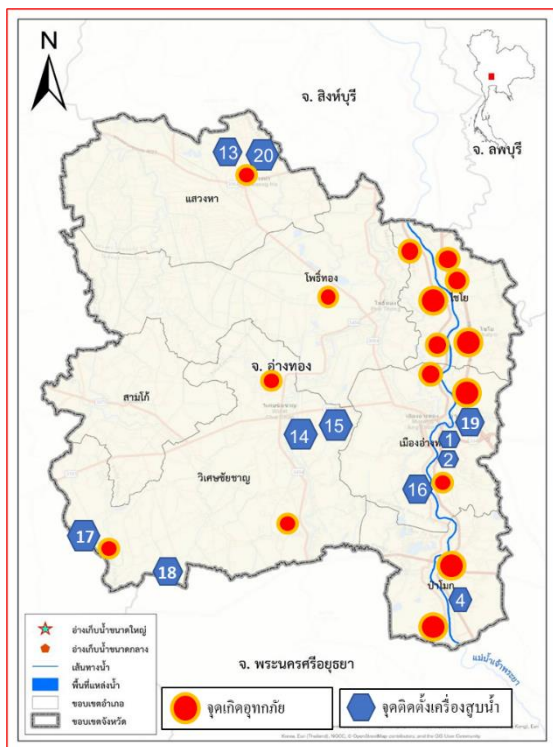 N
จ. สิงห์บุรี
จ. ลพบุรี
13
20
แสวงหา
โพธิ์ทอง
ไชโย
จ. อ่างทอง
สามโก้
14
15
19
เมืองอ่างท
1
2
วิเศษชัยชาญ
16
17
18
ป่าโมก
4
อ่างเก็บน้ำขนาดใหญ่
อ่างเก็บน้ำขนาดกลาง
เส้นทางน้ำ
พื้นที่แหล่งน้ำ
ขอบเขตอำเภอ
ขอบเขตจังหวัด
จ. พระนครศรีอยุธยา
แม่น้ำเจ้าพระยา
จุดเกิดอุทกภัย
จุดติดตั้งเครื่องสูบน้ำ